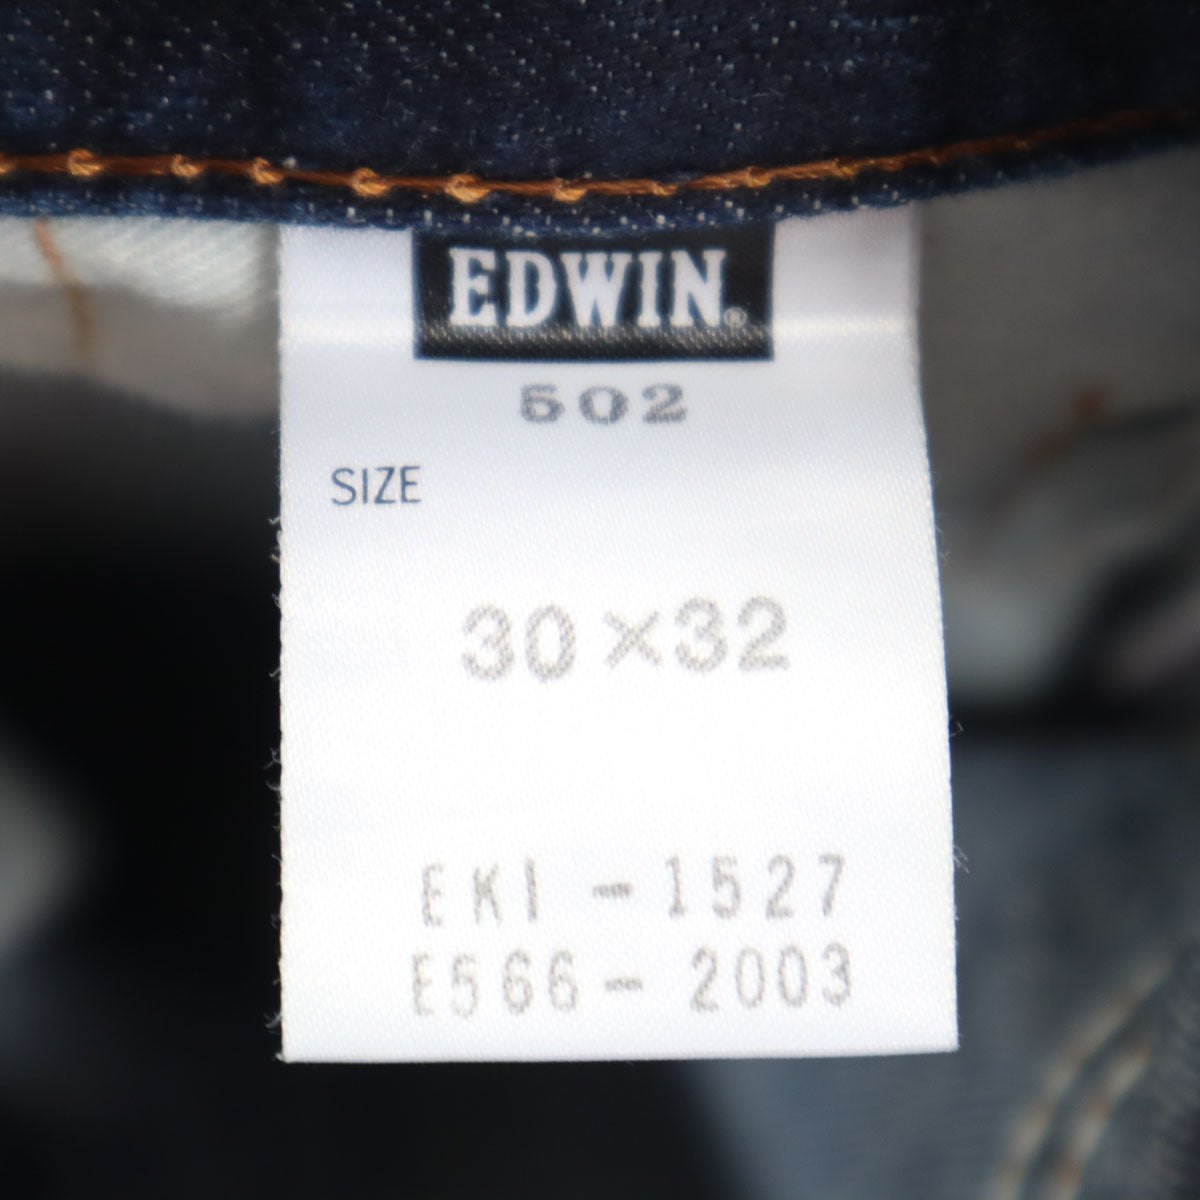 EDWIN®
502
SIZE
30×32
EKI-1527
E566-2003